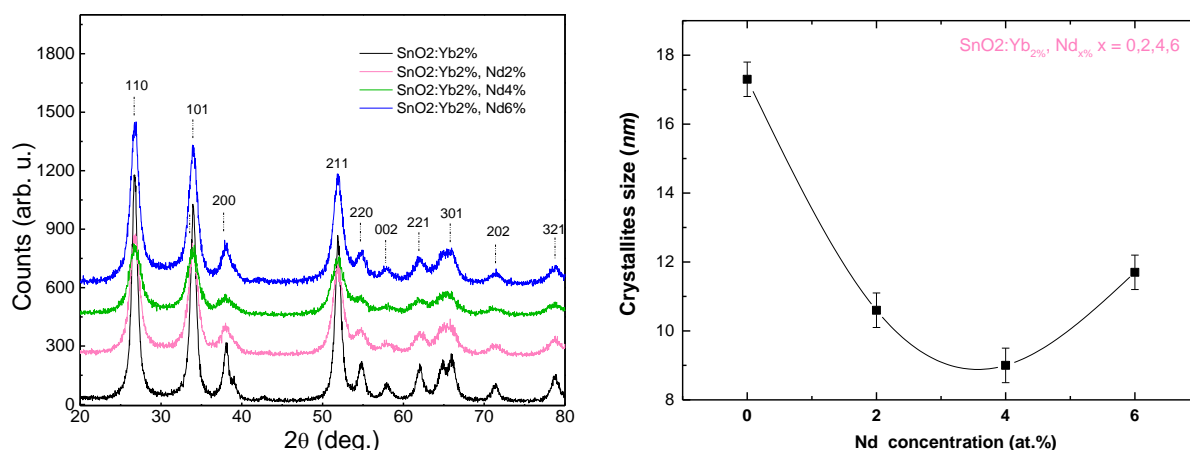 1800
1500
1200
900
600
300
0
Counts (arb. u.)
20 30 40 50 60 70 80
2θ (deg.)
SnO2:Yb2%
SnO2:Yb2%, Nd2%
SnO2:Yb2%, Nd4%
SnO2:Yb2%, Nd6%
110
101
200
211
220
002
221
301
202
321
18
16
14
12
10
8
Crystallites size (nm)
0 2 4 6
Nd concentration (at.%)
SnO2:Yb2%, Ndx% x = 0,2,4,6